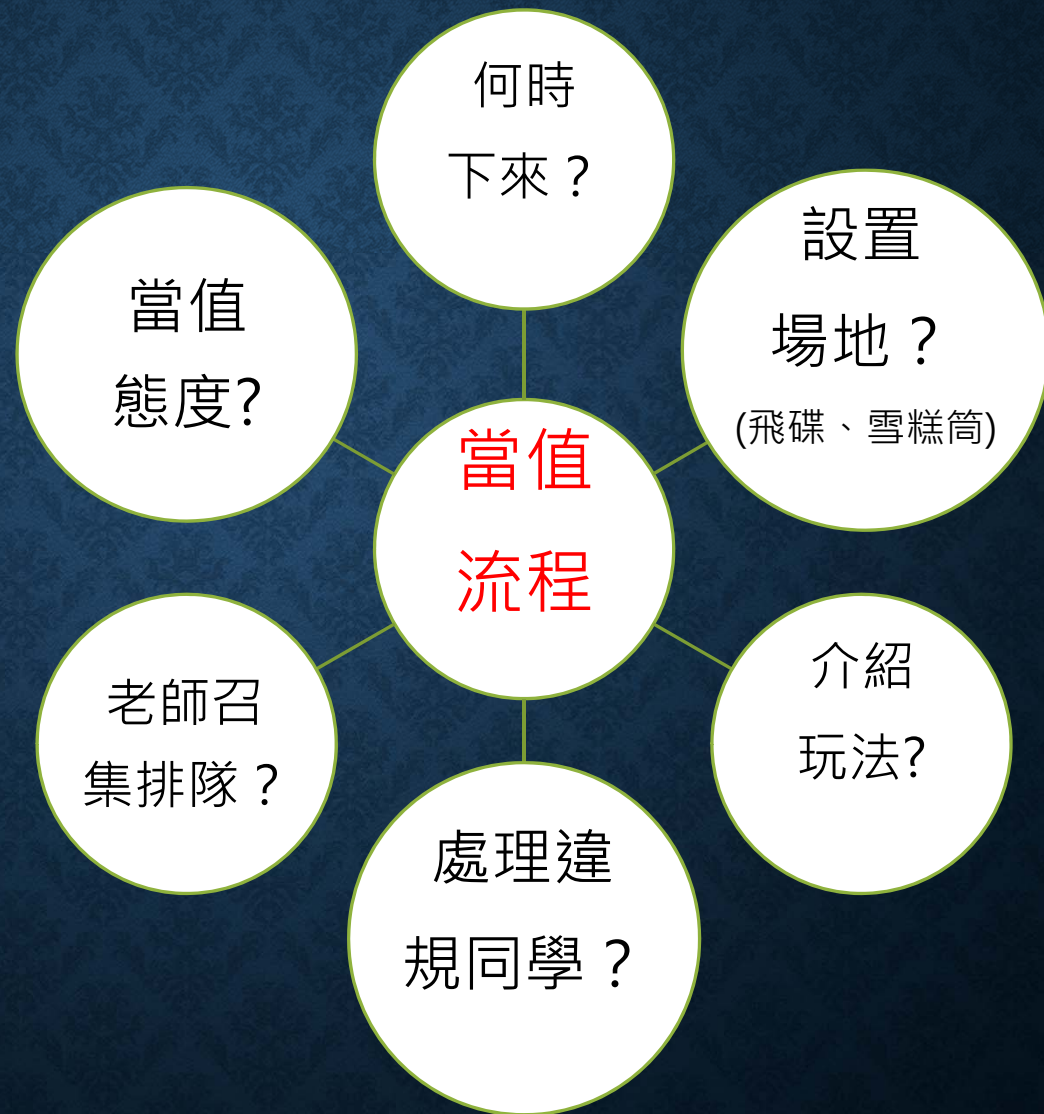 何時
下來？
設置
場地？
(飛碟、雪糕筒)
介紹
玩法?
處理違
規同學？
老師召
集排隊？
當值
態度?
當值
流程